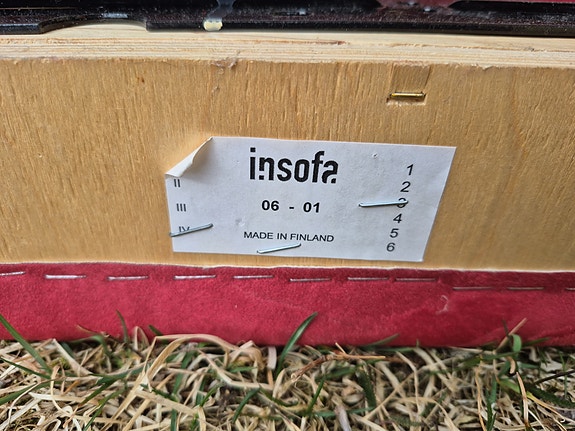 insofa
II
III
IV
06 - 01
MADE IN FINLAND
1
2
3
4
5
6